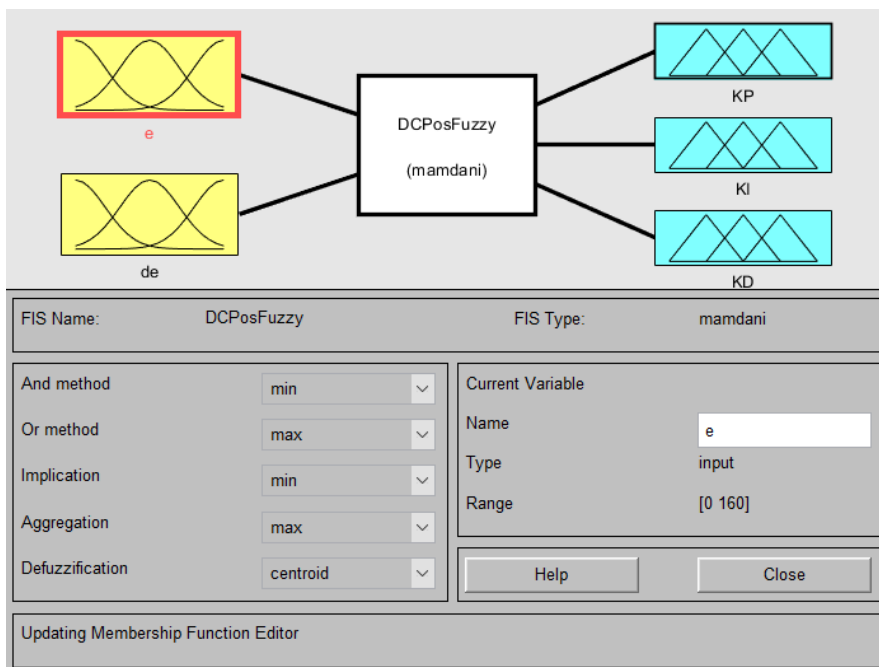 e
de
DCPosFuzzy
(mamdani)
KP
KI
KD
FIS Name: DCPosFuzzy FIS Type: mamdani
And method min
Or method max
Implication min
Aggregation max
Defuzzification centroid
Current Variable
Name e
Type input
Range [0 160]
Help Close
Updating Membership Function Editor